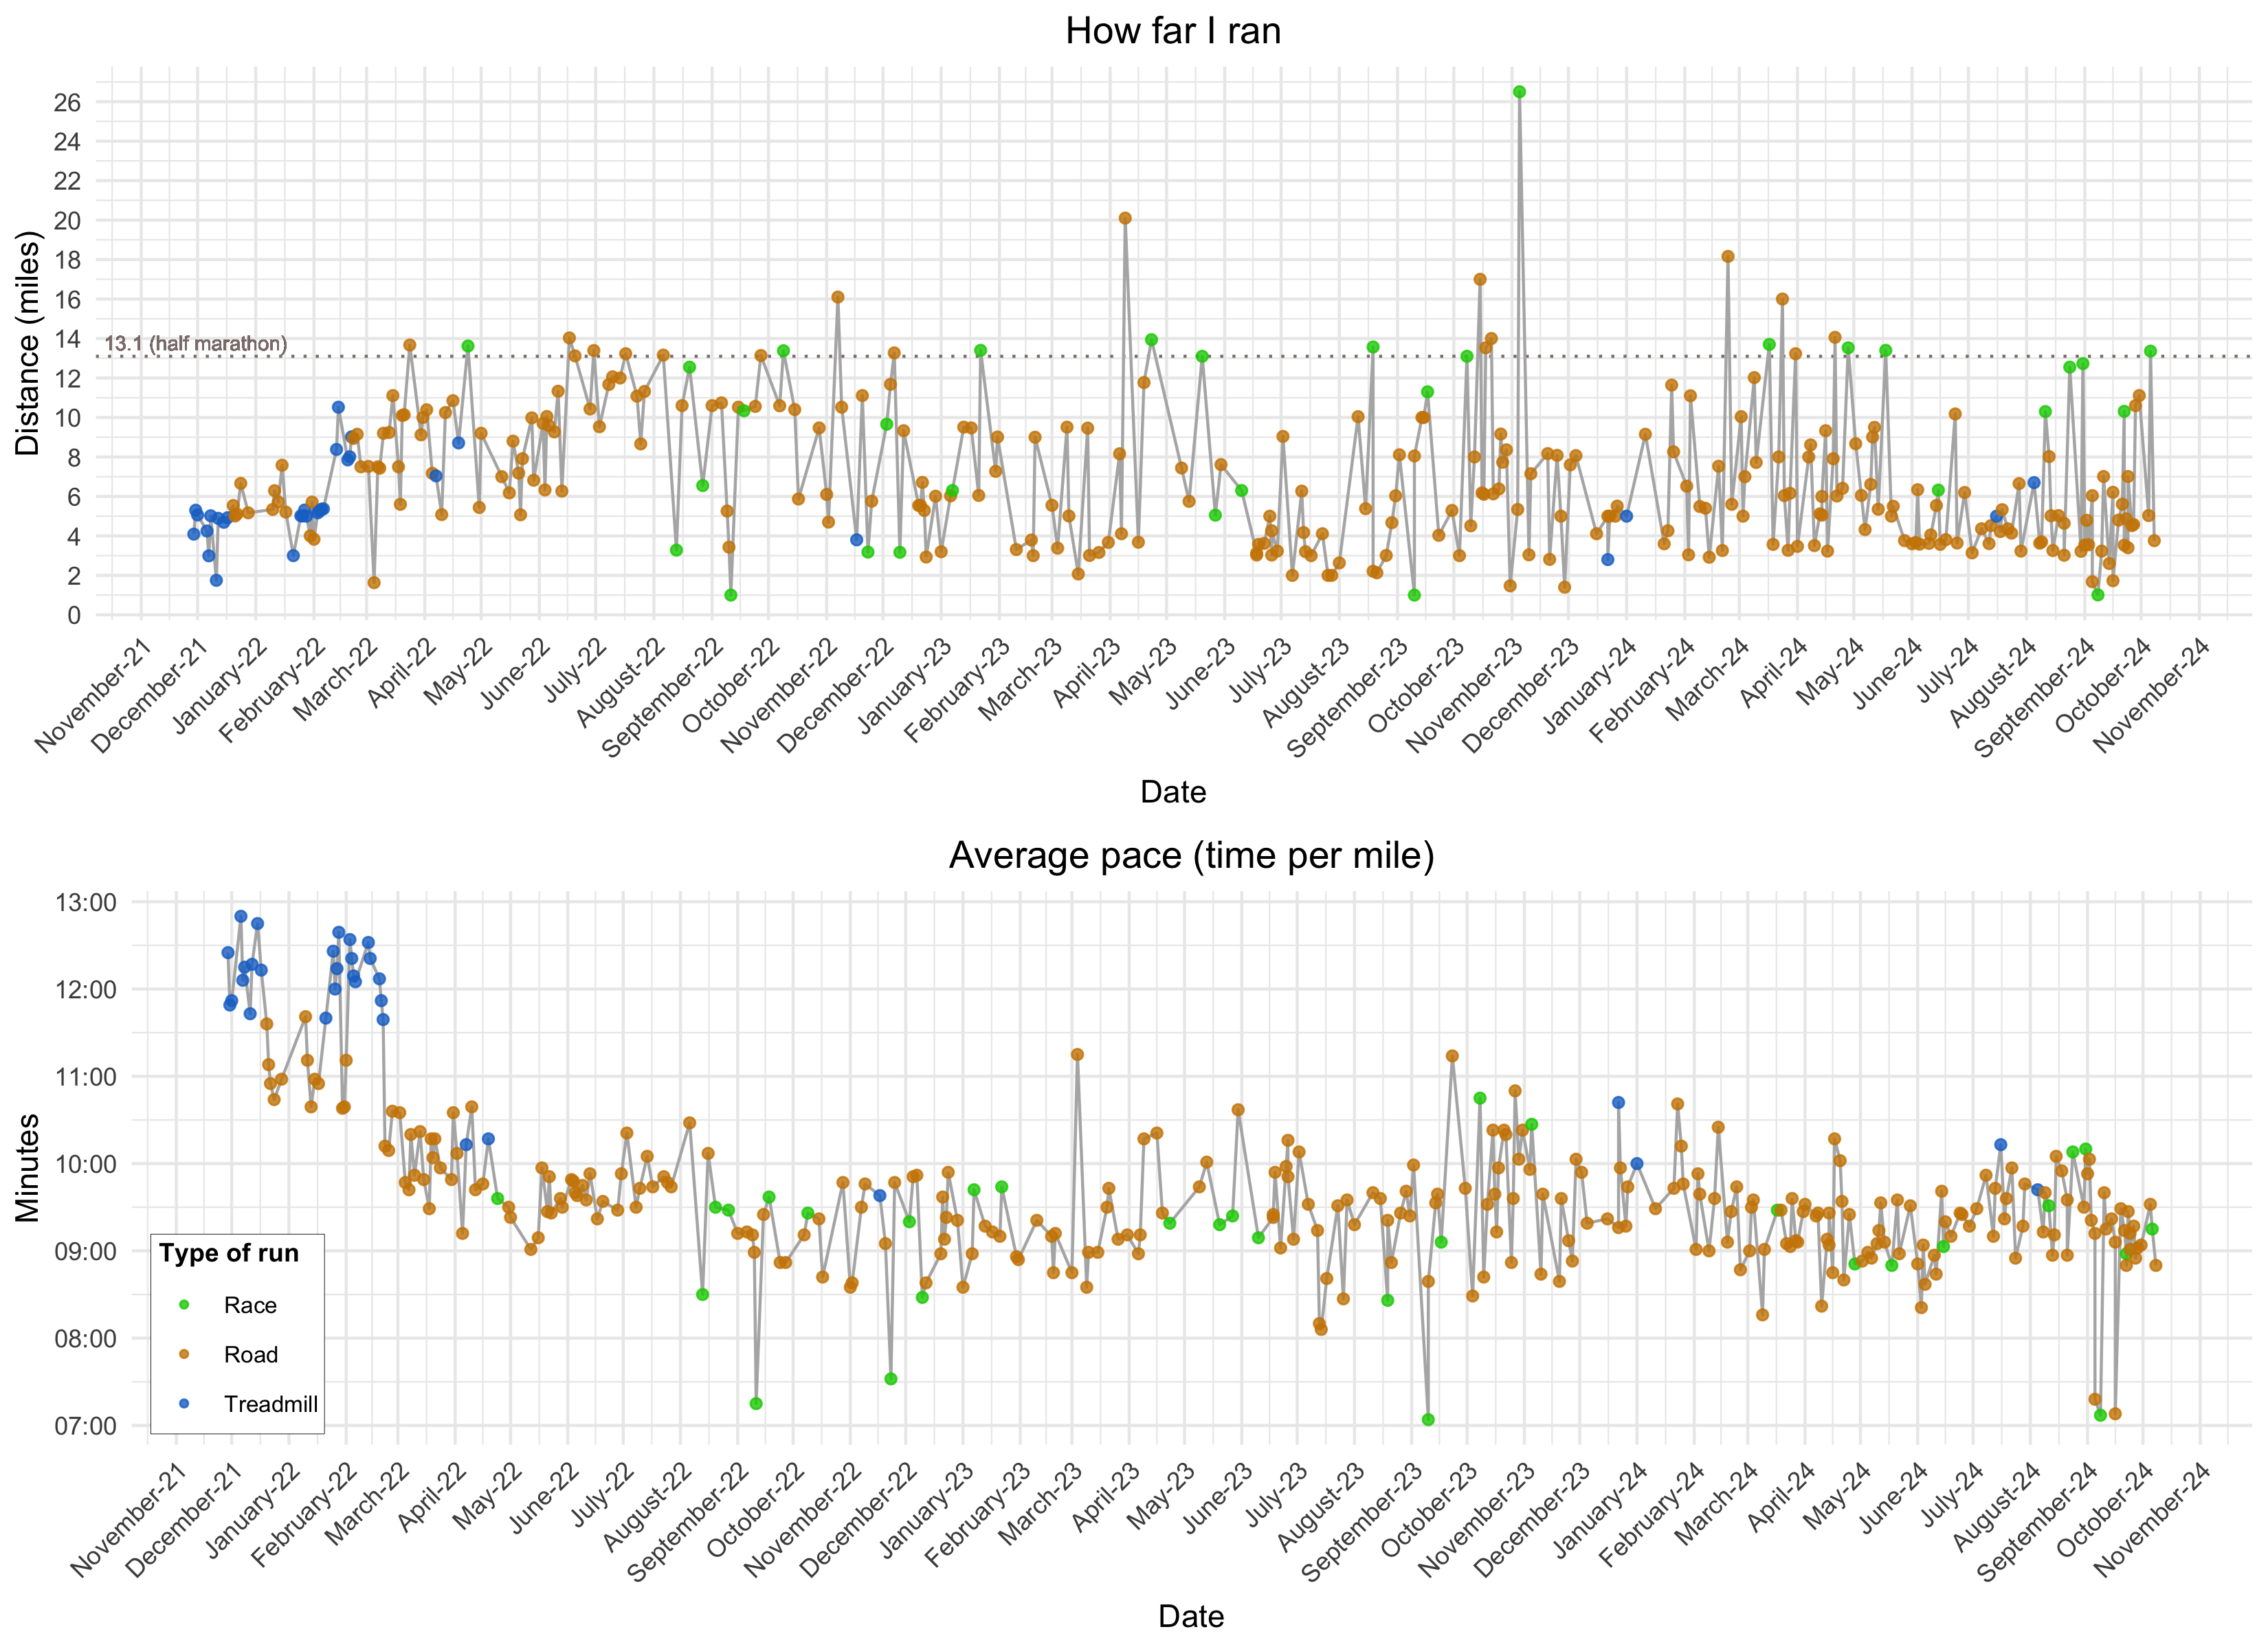 How far I ran
Distance (miles)
26
24
22
20
18
16
14
12
10
8
6
4
2
0
13.1 (half marathon)
November-21
December-21
January-22
February-22
March-22
April-22
May-22
June-22
July-22
August-22
September-22
October-22
November-22
December-22
January-23
February-23
March-23
April-23
May-23
June-23
July-23
August-23
September-23
October-23
November-23
December-23
January-24
February-24
March-24
April-24
May-24
June-24
July-24
August-24
September-24
October-24
November-24
Date
Average pace (time per mile)
Minutes
13:00
12:00
11:00
10:00
09:00
08:00
07:00
Type of run
Race
Road
Treadmill
November-21
December-21
January-22
February-22
March-22
April-22
May-22
June-22
July-22
August-22
September-22
October-22
November-22
December-22
January-23
February-23
March-23
April-23
May-23
June-23
July-23
August-23
September-23
October-23
November-23
December-23
January-24
February-24
March-24
April-24
May-24
June-24
July-24
August-24
September-24
October-24
November-24
Date